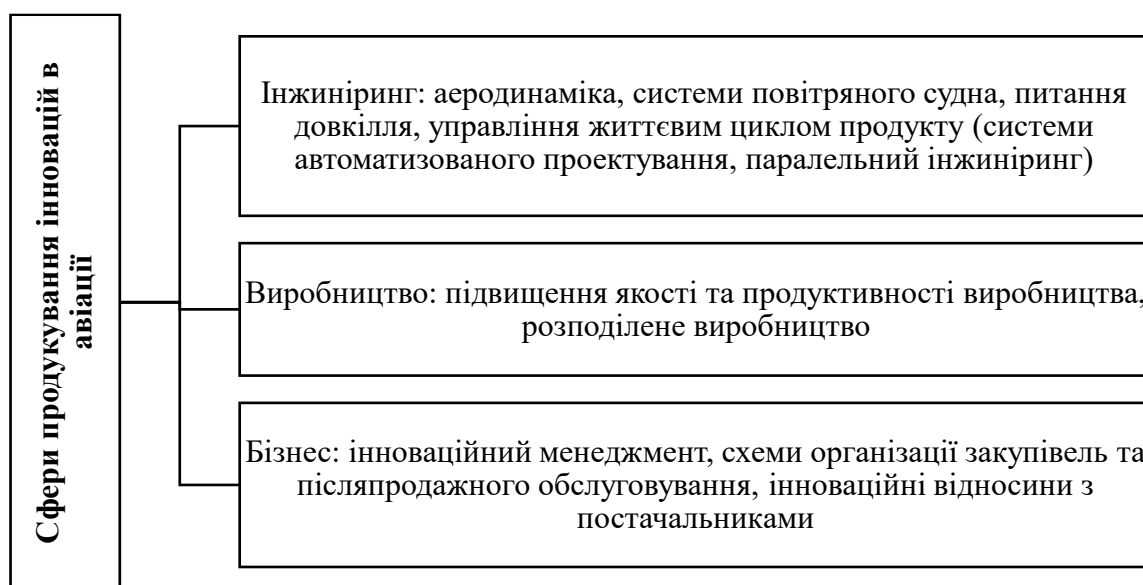 Сфери продукування інновацій в
авіації
Інжиніринг: аеродинаміка, системи повітряного судна, питання
довкілля, управління життєвим циклом продукту (системи
автоматизованого проектування, паралельний інжиніринг)
Виробництво: підвищення якості та продуктивності виробництва,
розподілене виробництво
Бізнес: інноваційний менеджмент, схеми організації закупівель та
післяпродажного обслуговування, інноваційні відносини з
постачальниками